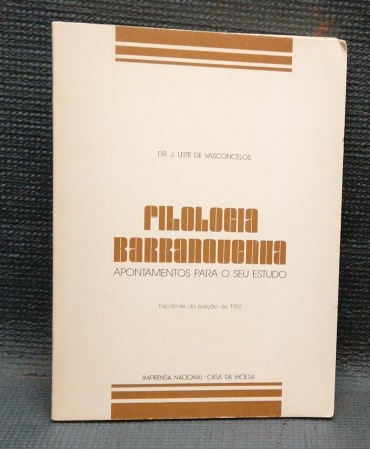 DR. J. LEITE DE VASCONCELOS
FILOLOGIA
BARRANQUENHA
APONTAMENTOS PARA O SEU ESTUDO
Fac-símile da edição de 1955
IMPRENSA NACIONAL - CASA DA MOEDA